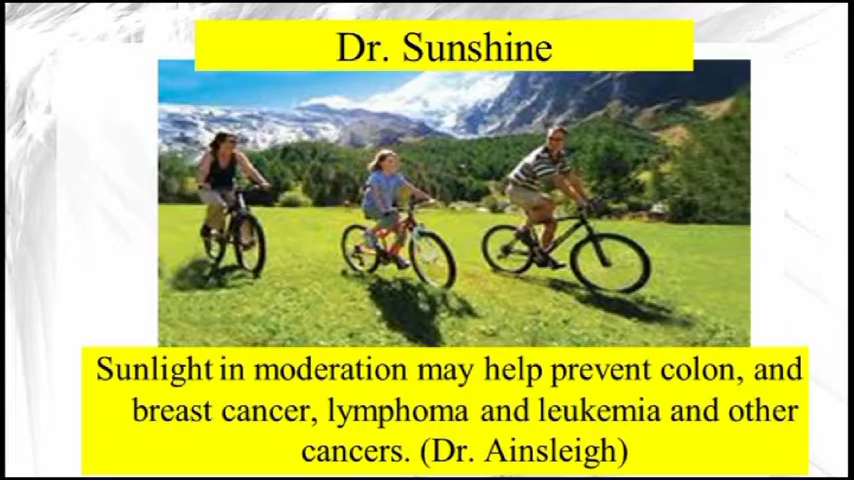 Dr. Sunshine
Sunlight in moderation may help prevent colon, and
breast cancer, lymphoma and leukemia and other
cancers. (Dr. Ainsleigh)